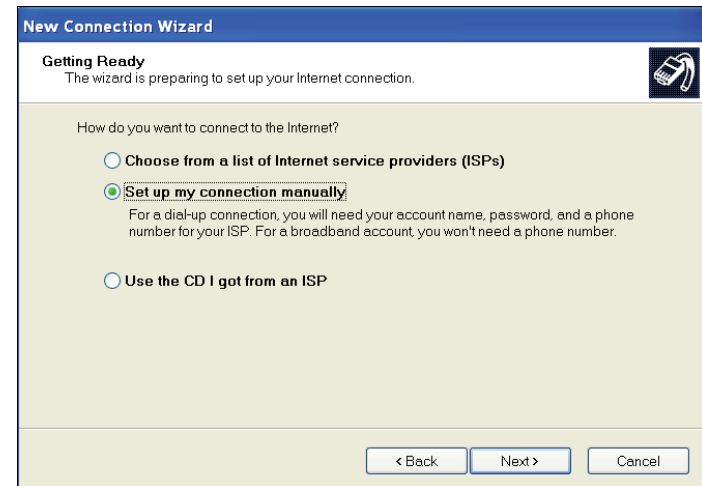 New Connection Wizard
Getting Ready
The wizard is preparing to set up your Internet connection.
How do you want to connect to the Internet?
Choose from a list of Internet service providers (ISPs)
Set up my connection manually
For a dial-up connection, you will need your account name, password, and a phone
number for your ISP. For a broadband account, you won't need a phone number.
Use the CD I got from an ISP
< Back Next > Cancel